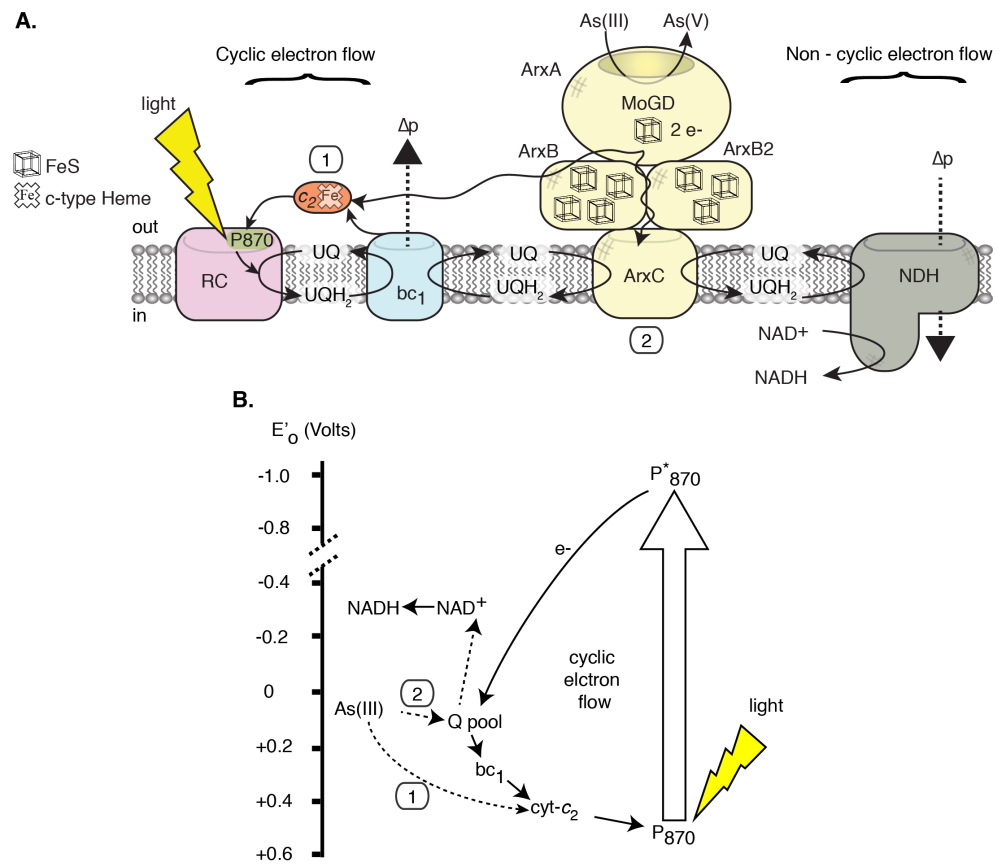 A.
As(III) As(V)
Cyclic electron flow
Non - cyclic electron flow
ArxA
light
MoGD
Δp
2 e-
FeS
1
ArxB
ArxB2
Δp
Fe
c-type Heme
c2 Fe
out
P870
UQ
UQ
UQ
RC
bc1
ArxC
NDH
UQH2
UQH2
UQH2
in
2
NAD+
NADH
B.
E'o (Volts)
-1.0
P*870
-0.8
e-
-0.4
NADH
NAD+
-0.2
cyclic
elctron
flow
0
2
As(III)
Q pool
light
+0.2
bc1
+0.4
1
cyt-c2
P870
+0.6